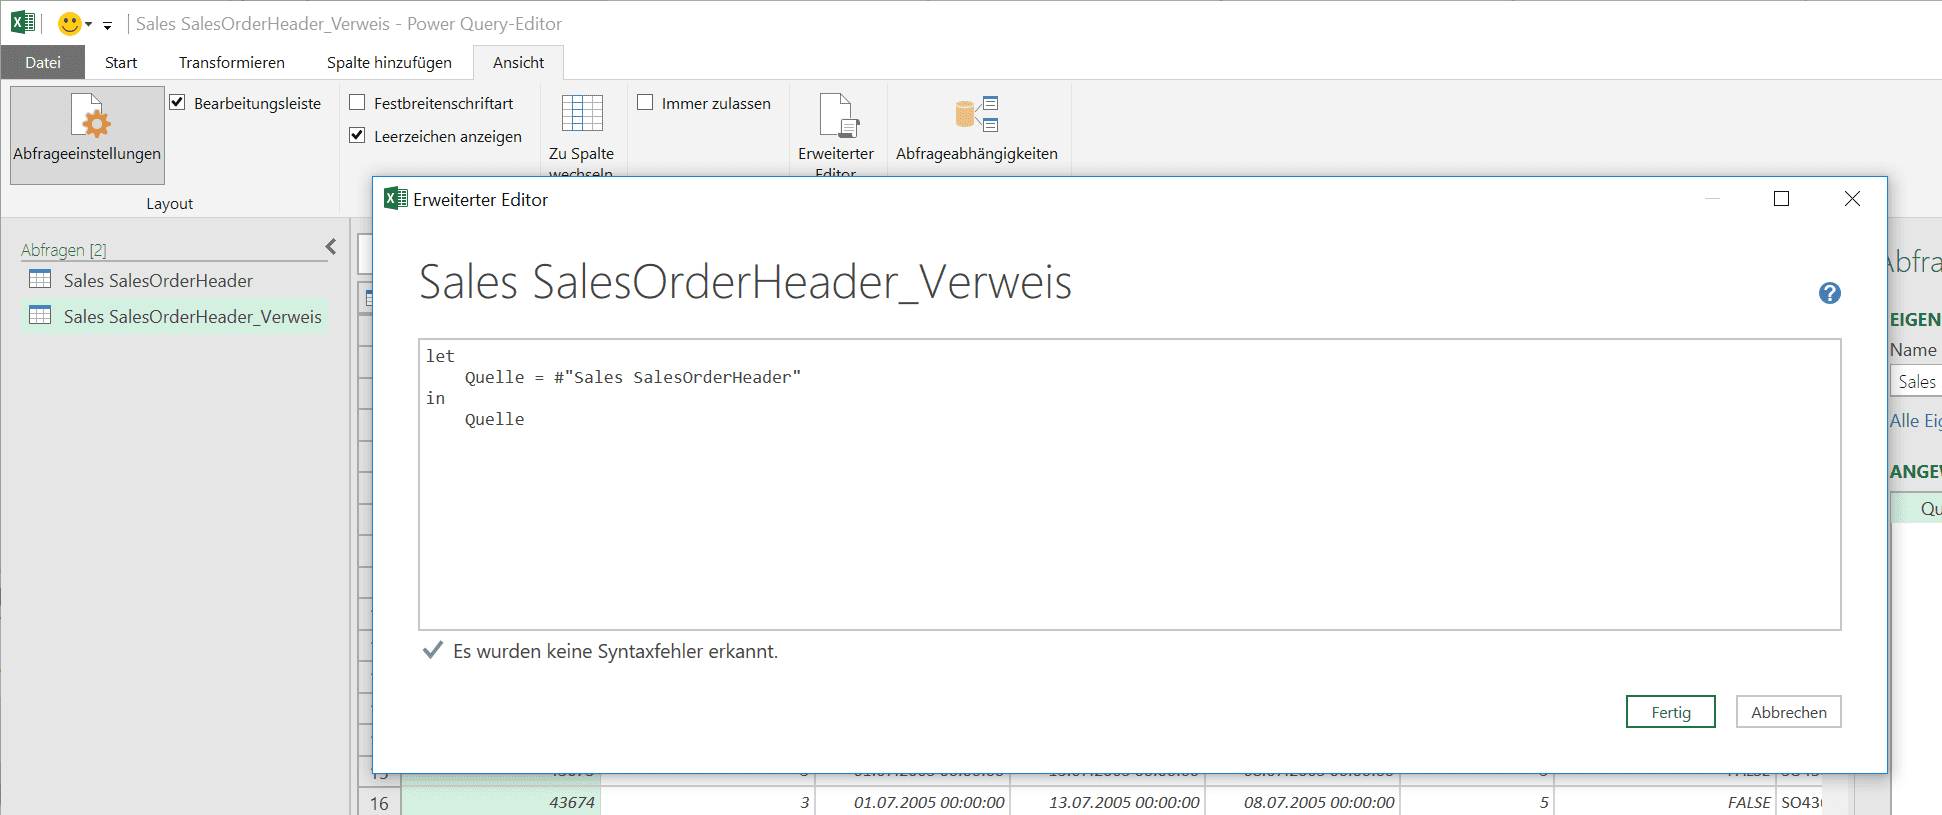 Sales SalesOrderHeader_Verweis - Power Query-Editor
Datei Start Transformieren Spalte hinzufügen Ansicht
Abfrageeinstellungen
Bearbeitungsleiste
Layout
Festbreitenschriftart
Leerzeichen anzeigen
Zu Spalte
wechseln
Immer zulassen
Erweiterter
Editor
Abfrageabhängigkeiten
Abfragen [2]
Sales SalesOrderHeader
Sales SalesOrderHeader_Verweis
Erweiterter Editor
Sales SalesOrderHeader_Verweis
let
Quelle = #"Sales SalesOrderHeader"
in
Quelle
Es wurden keine Syntaxfehler erkannt.
Fertig Abbrechen
Abfra
EIGEN
Name
Sales
Alle Eig
ANGEW
Qu
16 43674 3 01.07.2005 00:00:00 13.07.2005 00:00:00 08.07.2005 00:00:00 5 FALSE SO43